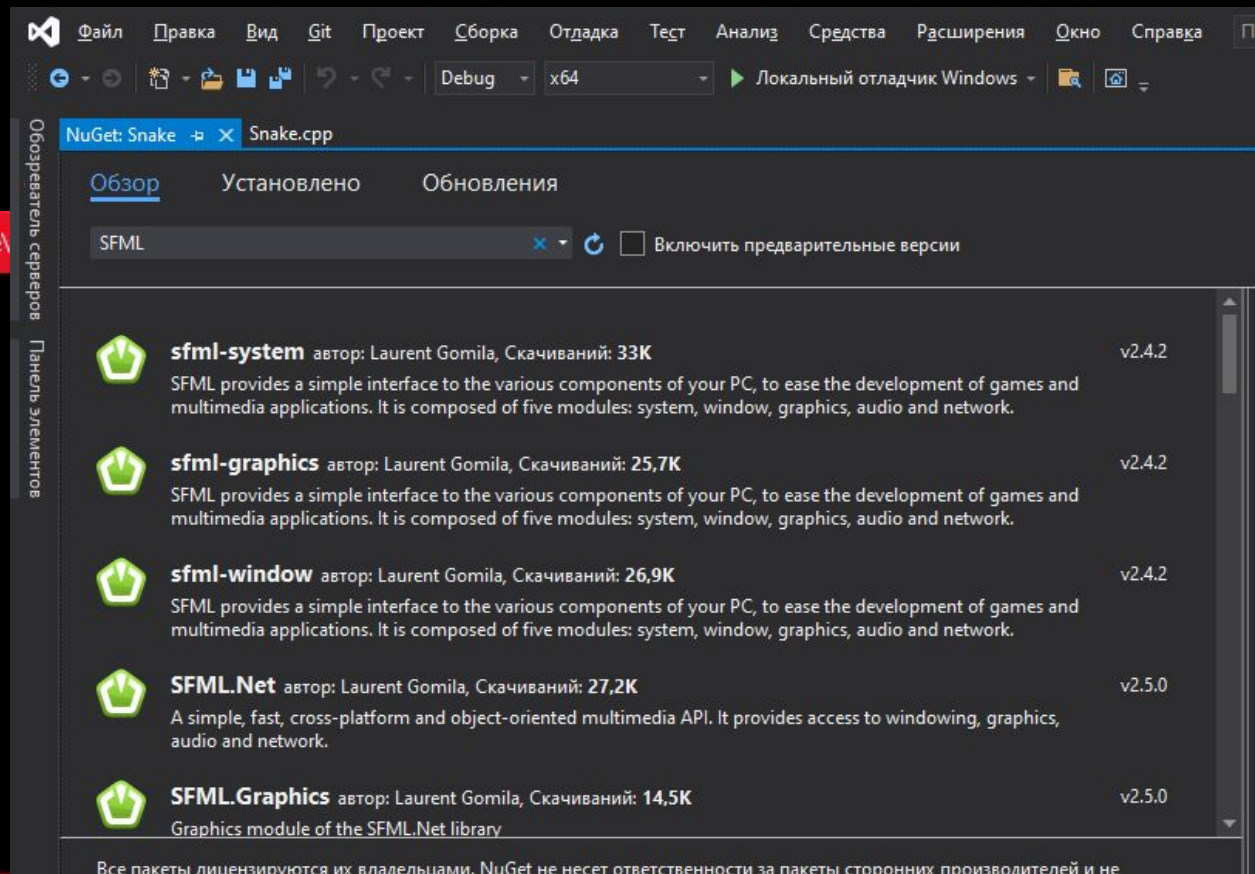 Файл Правка Вид Git Проект Сборка Отладка Тест Анализ Средства Расширения Окно Справка
Debug x64 Локальный отладчик Windows
Обозреватель серверов
Панель элементов
NuGet: Snake Snake.cpp
Обзор Установлено Обновления
SFML Включить предварительные версии
sfml-system автор: Laurent Gomila, Скачиваний: 33K v2.4.2
SFML provides a simple interface to the various components of your PC, to ease the development of games and
multimedia applications. It is composed of five modules: system, window, graphics, audio and network.
sfml-graphics автор: Laurent Gomila, Скачиваний: 25,7K v2.4.2
SFML provides a simple interface to the various components of your PC, to ease the development of games and
multimedia applications. It is composed of five modules: system, window, graphics, audio and network.
sfml-window автор: Laurent Gomila, Скачиваний: 26,9K v2.4.2
SFML provides a simple interface to the various components of your PC, to ease the development of games and
multimedia applications. It is composed of five modules: system, window, graphics, audio and network.
SFML.Net автор: Laurent Gomila, Скачиваний: 27,2K v2.5.0
A simple, fast, cross-platform and object-oriented multimedia API. It provides access to windowing, graphics,
audio and network.
SFML.Graphics автор: Laurent Gomila, Скачиваний: 14,5K v2.5.0
Graphics module of the SFML.Net library
Все пакеты лицензируются их владельцами. NuGet не несет ответственности за пакеты сторонних производителей и не